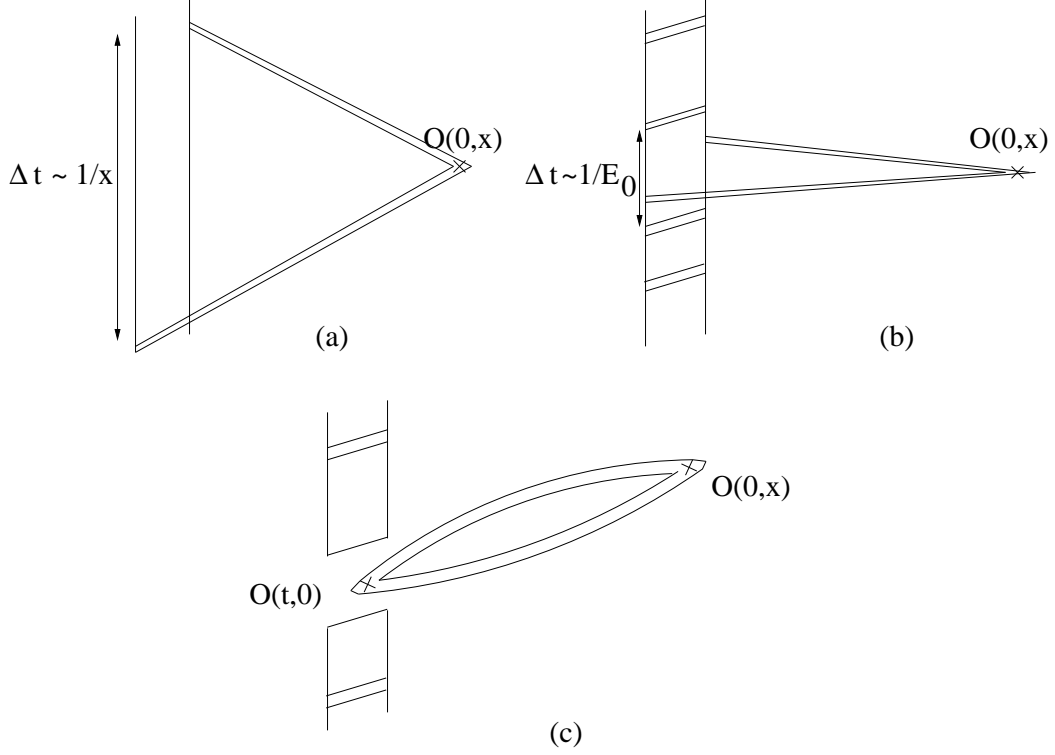 O(0,x)
Δ t ~ 1/x
(a)
O(0,x)
Δ t~1/E₀
(b)
O(0,x)
O(t,0)
(c)